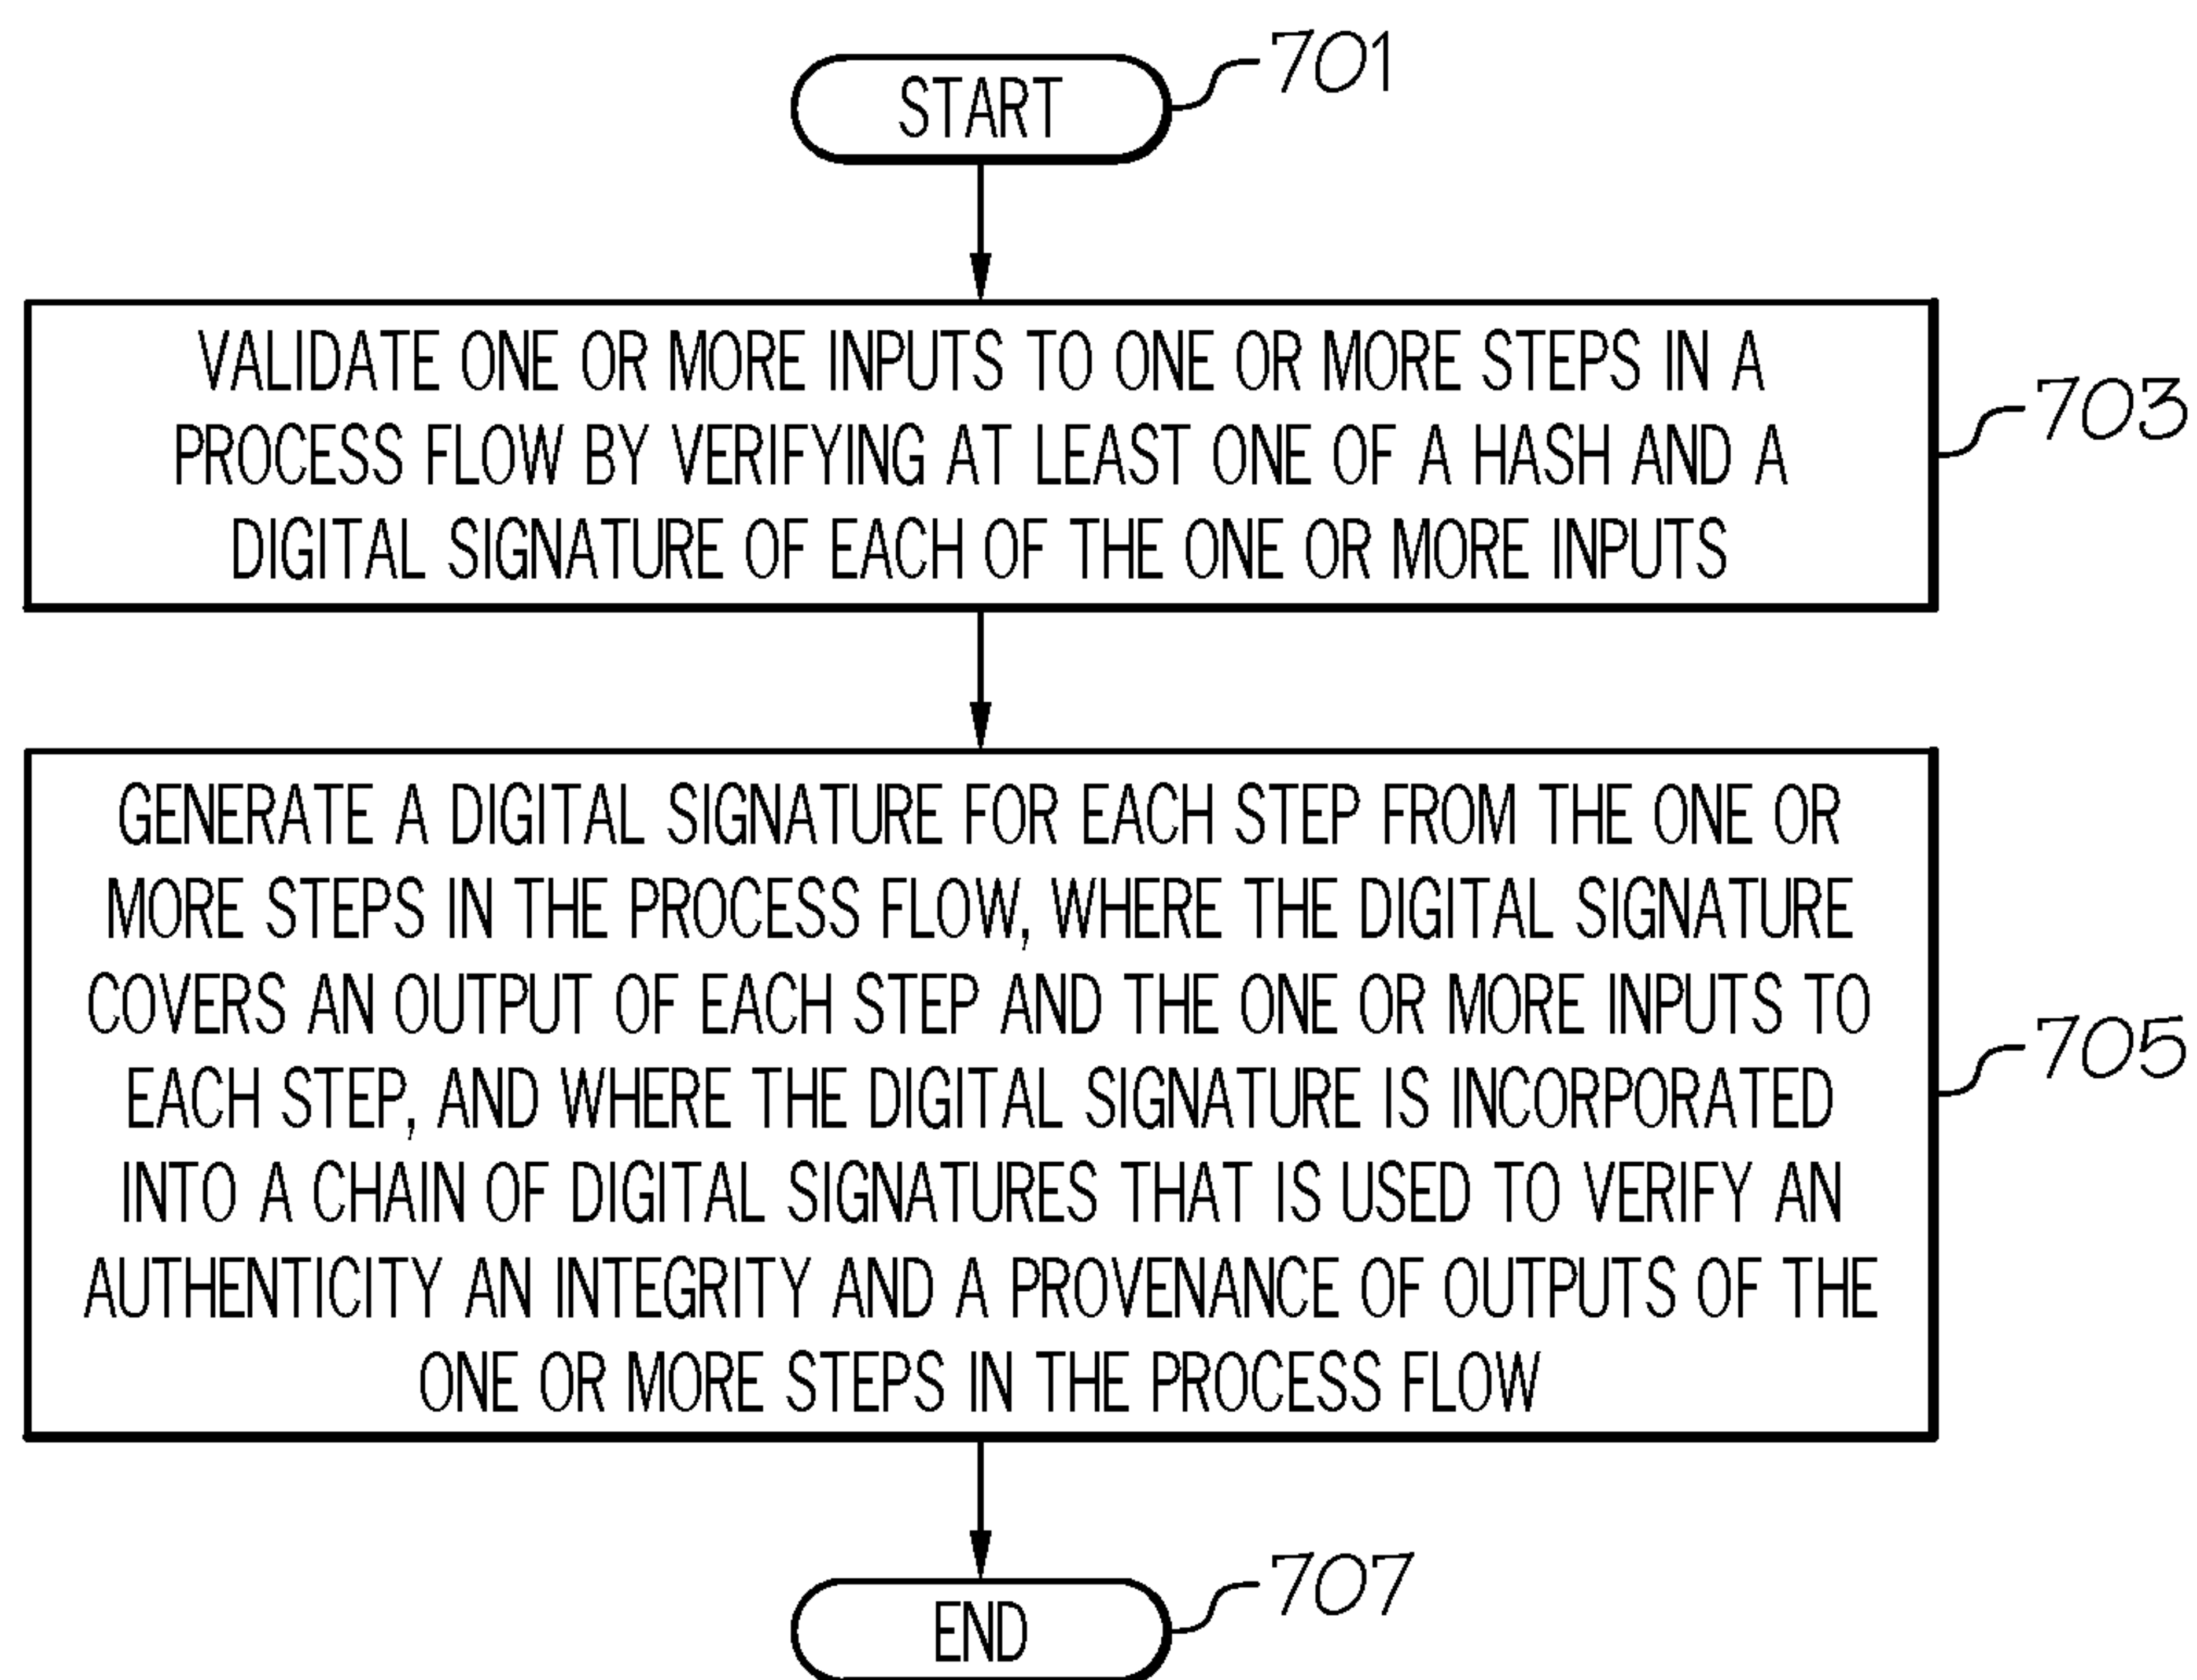 START
701
VALIDATE ONE OR MORE INPUTS TO ONE OR MORE STEPS IN A
PROCESS FLOW BY VERIFYING AT LEAST ONE OF A HASH AND A
DIGITAL SIGNATURE OF EACH OF THE ONE OR MORE INPUTS
703
GENERATE A DIGITAL SIGNATURE FOR EACH STEP FROM THE ONE OR
MORE STEPS IN THE PROCESS FLOW, WHERE THE DIGITAL SIGNATURE
COVERS AN OUTPUT OF EACH STEP AND THE ONE OR MORE INPUTS TO
EACH STEP, AND WHERE THE DIGITAL SIGNATURE IS INCORPORATED
INTO A CHAIN OF DIGITAL SIGNATURES THAT IS USED TO VERIFY AN
AUTHENTICITY AN INTEGRITY AND A PROVENANCE OF OUTPUTS OF THE
ONE OR MORE STEPS IN THE PROCESS FLOW
705
END
707